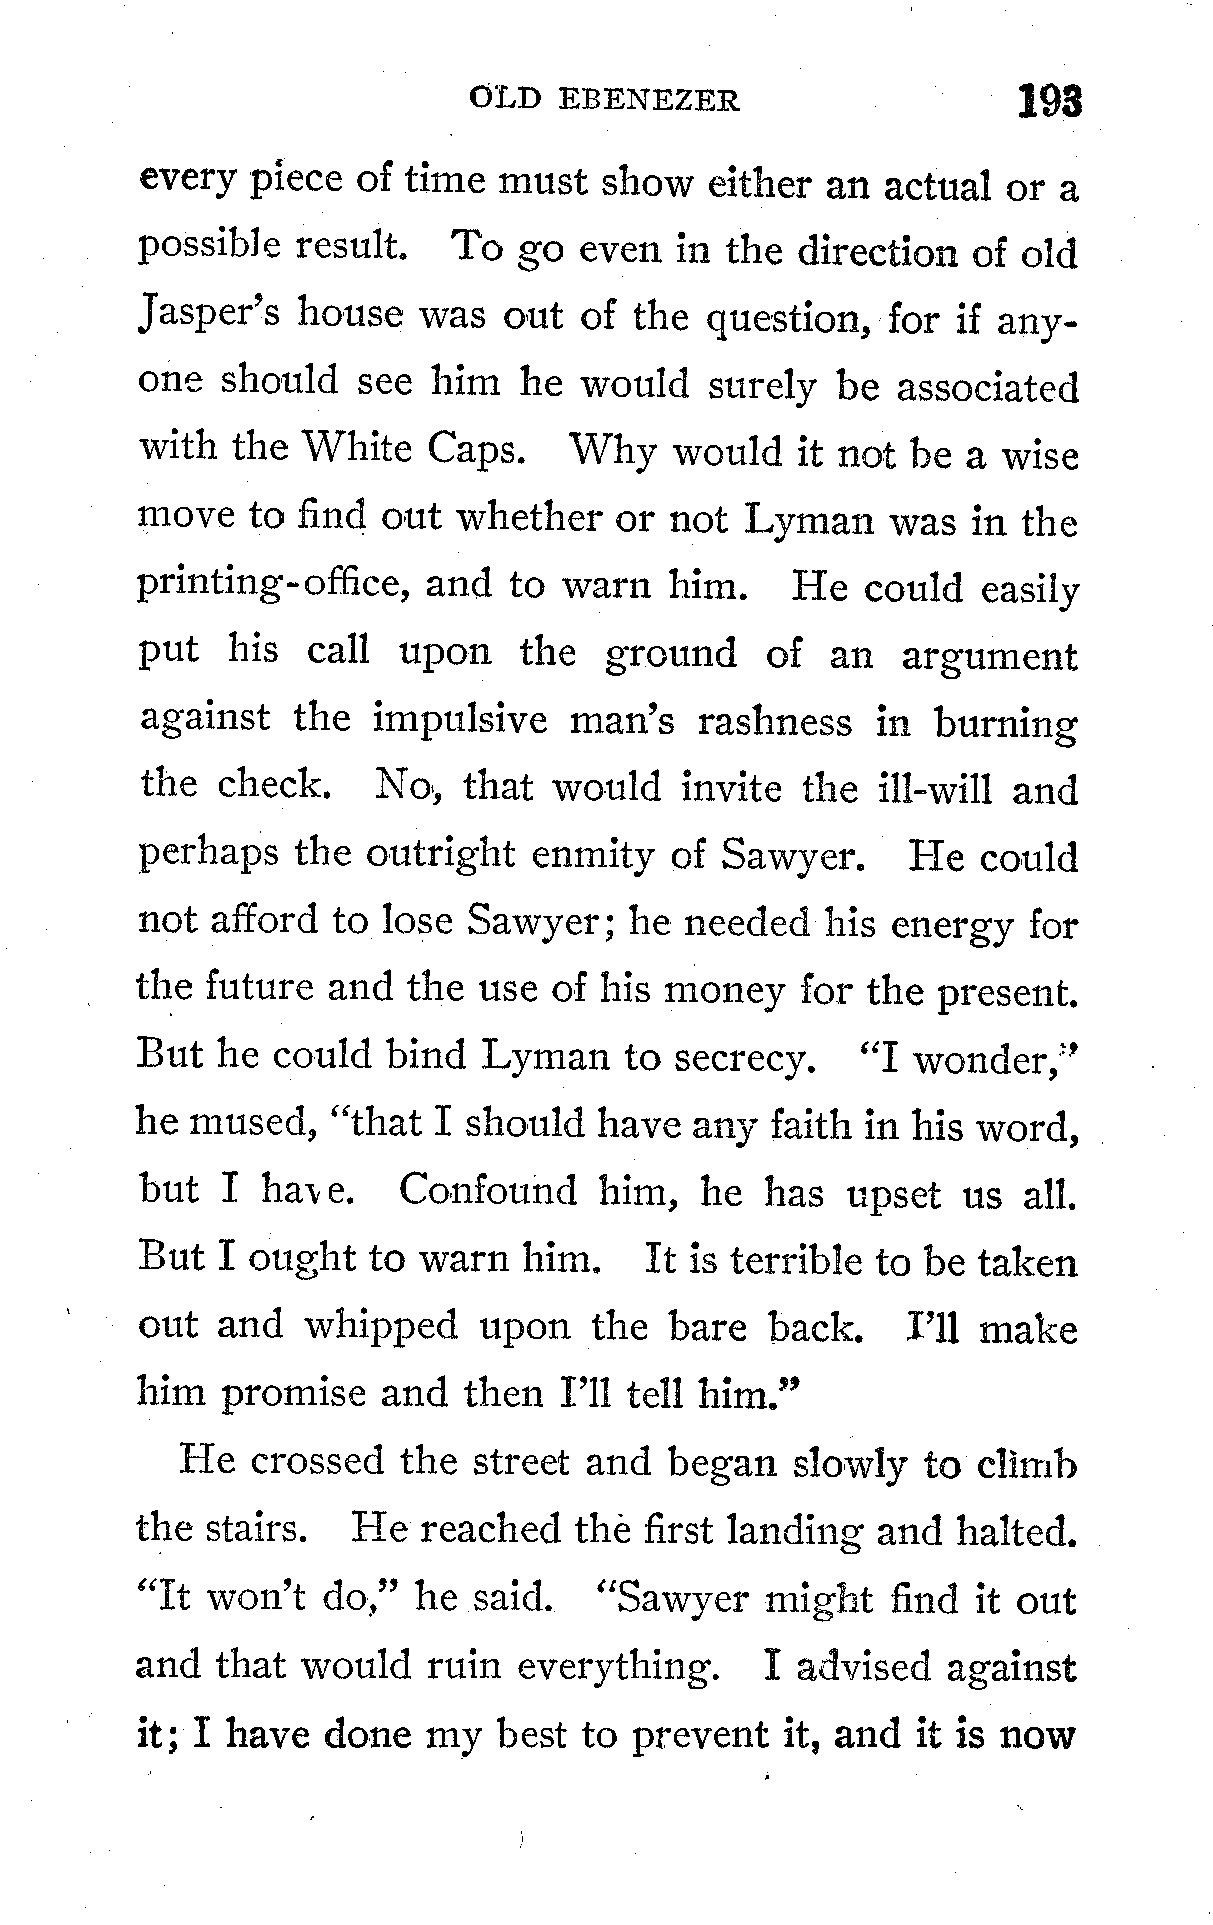 OLD EBENEZER 193
every piece of time must show either an actual or a
possible result. To go even in the direction of old
Jasper's house was out of the question, for if any-
one should see him he would surely be associated
with the White Caps. Why would it not be a wise
move to find out whether or not Lyman was in the
printing-office, and to warn him. He could easily
put his call upon the ground of an argument
against the impulsive man's rashness in burning
the check. No, that would invite the ill-will and
perhaps the outright enmity of Sawyer. He could
not afford to lose Sawyer; he needed his energy for
the future and the use of his money for the present.
But he could bind Lyman to secrecy. "I wonder,"
he mused, "that I should have any faith in his word,
but I have. Confound him, he has upset us all.
But I ought to warn him. It is terrible to be taken
out and whipped upon the bare back. I'll make
him promise and then I'll tell him."
He crossed the street and began slowly to climb
the stairs. He reached the first landing and halted.
"It won't do," he said. "Sawyer might find it out
and that would ruin everything. I advised against
it; I have done my best to prevent it, and it is now